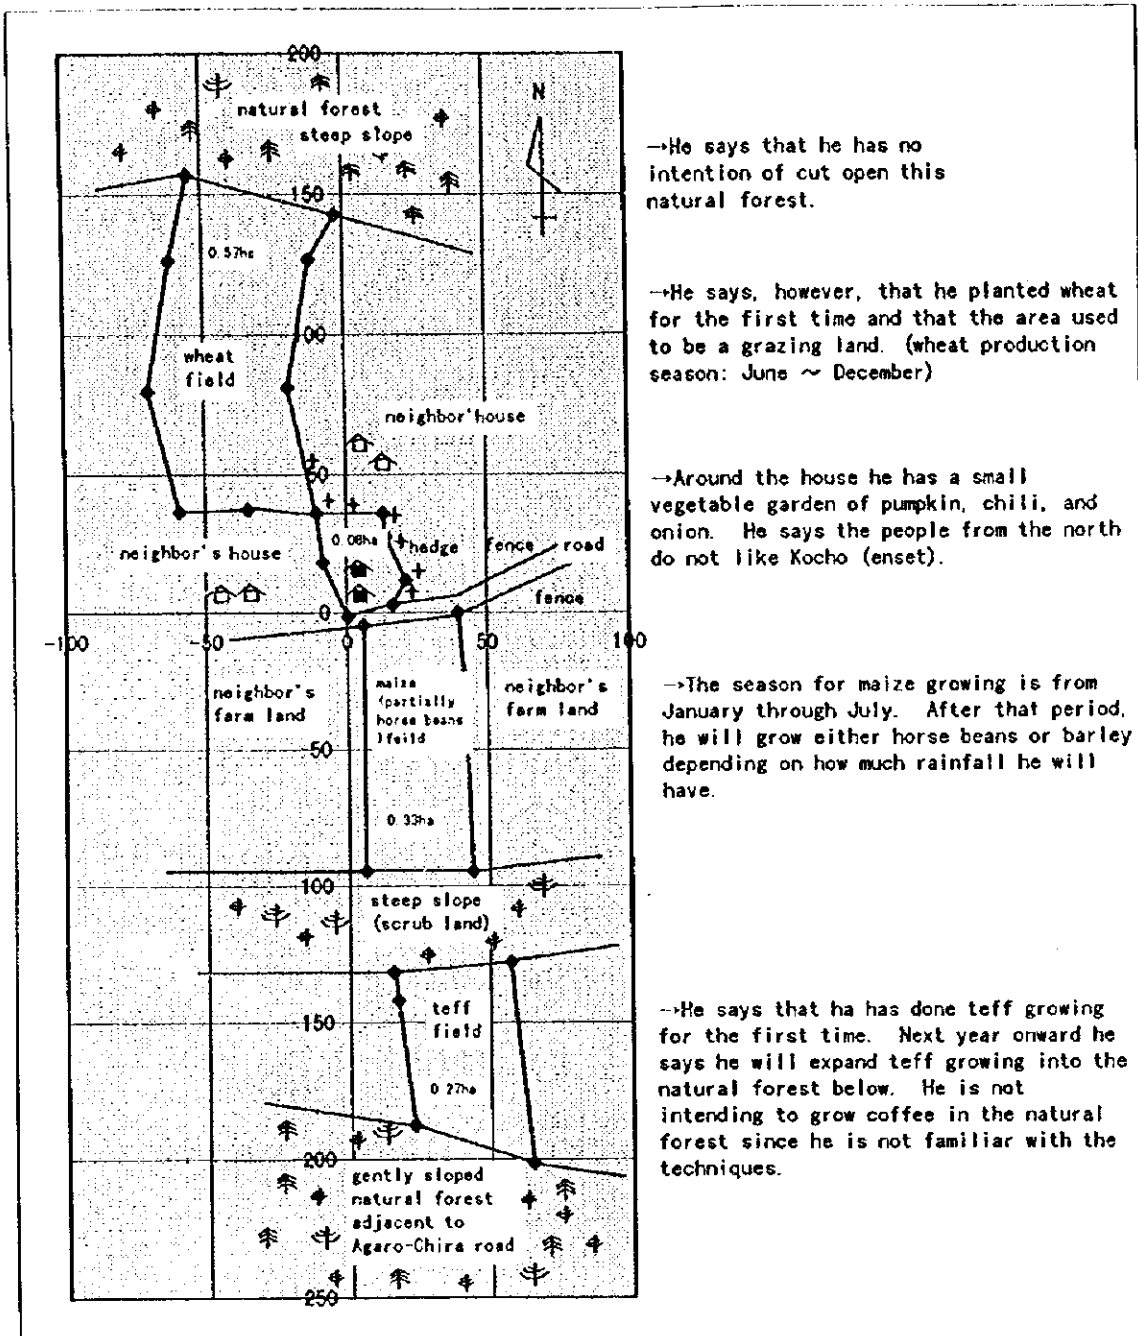 200
N
natural forest
steep slope
→He says that he has no
intention of cut open this
natural forest.
150
0.57ha
→He says, however, that he planted wheat
for the first time and that the area used
to be a grazing land. (wheat production
season: June ~ December)
00
wheat
field
neighbor'house
50
→Around the house he has a small
vegetable garden of pumpkin, chili, and
onion. He says the people from the north
do not like Kocho (enset).
neighbor's house
0.06ha
hedge
fence
road
fence
0
-100
-50
0
50
100
neighbor's
farm land
maize
(partially
horse beans
)feild
neighbor's
farm land
→The season for maize growing is from
January through July. After that period,
he will grow either horse beans or barley
depending on how much rainfall he will
have.
-50
0.33ha
-100
steep slope
(scrub land)
teff
field
-150
0.27ha
→He says that ha has done teff growing
for the first time. Next year onward he
says he will expand teff growing into the
natural forest below. He is not
intending to grow coffee in the natural
forest since he is not familiar with the
techniques.
-200
gently sloped
natural forest
adjacent to
Agaro-Chira road
-250